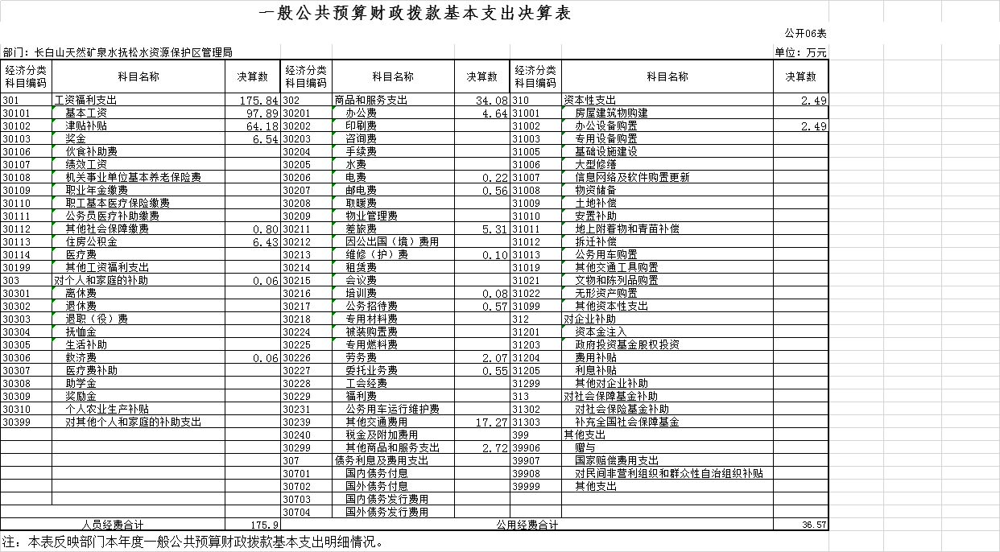 一般公共预算财政拨款基本支出决算表
公开06表
部门：长白山天然矿泉水抚松水资源保护区管理局 单位：万元
经济分类科目编码 科目名称 决算数 经济分类科目编码 科目名称 决算数 经济分类科目编码 科目名称 决算数
301 工资福利支出 175.84 302 商品和服务支出 34.08 310 资本性支出 2.49
30101 基本工资 97.89 30201 办公费 4.64 31001 房屋建筑物购建
30102 津贴补贴 64.18 30202 印刷费 31002 办公设备购置 2.49
30103 奖金 6.54 30203 咨询费 31003 专用设备购置
30106 伙食补助费 30204 手续费 31005 基础设施建设
30107 绩效工资 30205 水费 31006 大型修缮
30108 机关事业单位基本养老保险费 30206 电费 0.22 31007 信息网络及软件购置更新
30109 职业年金缴费 30207 邮电费 0.56 31008 物资储备
30110 职工基本医疗保险缴费 30208 取暖费 31009 土地补偿
30111 公务员医疗补助缴费 30209 物业管理费 31010 安置补助
30112 其他社会保障缴费 0.80 30211 差旅费 5.31 31011 地上附着物和青苗补偿
30113 住房公积金 6.43 30212 因公出国（境）费用 31012 拆迁补偿
30114 医疗费 30213 维修（护）费 0.10 31013 公务用车购置
30199 其他工资福利支出 30214 租赁费 31019 其他交通工具购置
303 对个人和家庭的补助 0.06 30215 会议费 31021 文物和陈列品购置
30301 离休费 30216 培训费 0.08 31022 无形资产购置
30302 退休费 30217 公务招待费 0.57 31099 其他资本性支出
30303 退职（役）费 30218 专用材料费 312 对企业补助
30304 抚恤金 30224 被装购置费 31201 资本金注入
30305 生活补助 30225 专用燃料费 31203 政府投资基金股权投资
30306 救济费 0.06 30226 劳务费 2.07 31204 费用补贴
30307 医疗费补助 30227 委托业务费 0.55 31205 利息补贴
30308 助学金 30228 工会经费 31299 其他对企业补助
30309 奖励金 30229 福利费 313 对社会保障基金补助
30310 个人农业生产补贴 30231 公务用车运行维护费 31302 对社会保险基金补助
30399 对其他个人和家庭的补助支出 30239 其他交通费用 17.27 31303 补充全国社会保障基金
30240 税金及附加费用 399 其他支出
30299 其他商品和服务支出 2.72 39906 赠与
307 债务利息及费用支出 39907 国家赔偿费用支出
30701 国内债务付息 39908 对民间非营利组织和群众性自治组织补贴
30702 国外债务付息 39999 其他支出
30703 国内债务发行费用
30704 国外债务发行费用
人员经费合计 175.9 公用经费合计 36.57
注：本表反映部门本年度一般公共预算财政拨款基本支出明细情况。